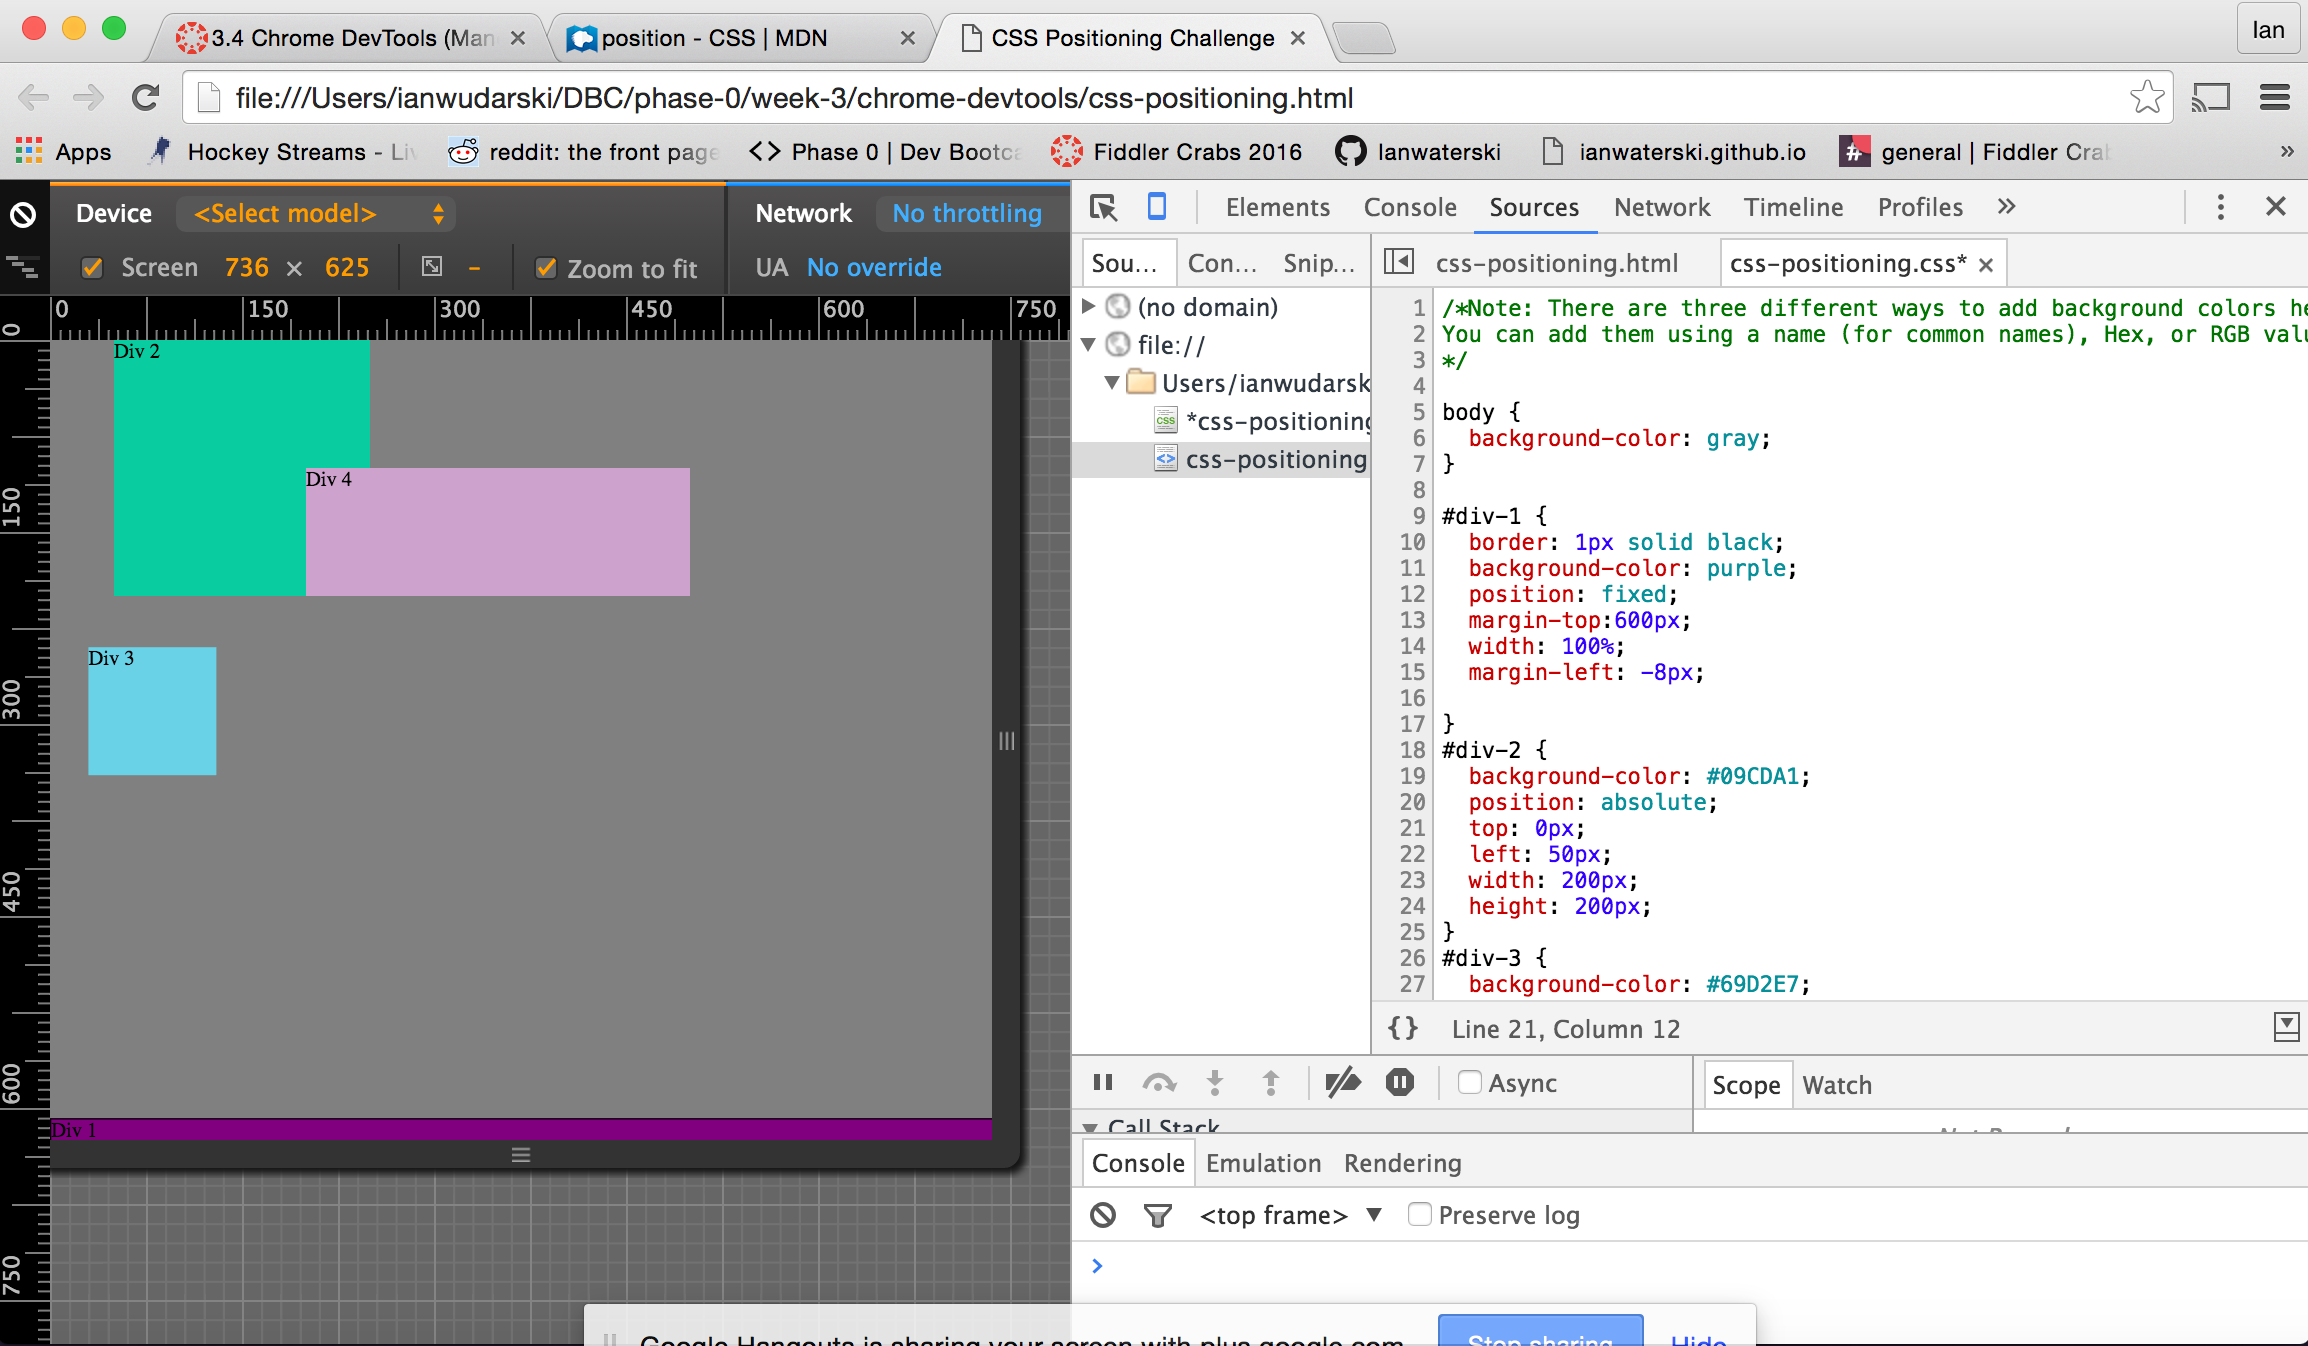 3.4 Chrome DevTools (Man
position - CSS | MDN
CSS Positioning Challenge
Ian
file:///Users/ianwudarski/DBC/phase-0/week-3/chrome-devtools/css-positioning.html
Apps
Hockey Streams - Liv
reddit: the front page
<> Phase 0 | Dev Bootca
Fiddler Crabs 2016
Ianwaterski
ianwaterski.github.io
general | Fiddler Crab
»
Device <Select model>
Network No throttling
Screen 736 × 625
Zoom to fit
UA No override
0 150 300 450 600 750
0
150
300
450
600
750
Div 2
Div 4
Div 3
Div 1
Elements Console Sources Network Timeline Profiles »
Sou... Con... Snip...
css-positioning.html
css-positioning.css* ×
(no domain)
file://
Users/ianwudarsk
*css-positioning
css-positioning
1 /*Note: There are three different ways to add background colors he
2 You can add them using a name (for common names), Hex, or RGB valu
3 */
4
5 body {
6 background-color: gray;
7 }
8
9 #div-1 {
10 border: 1px solid black;
11 background-color: purple;
12 position: fixed;
13 margin-top:600px;
14 width: 100%;
15 margin-left: -8px;
16
17 }
18 #div-2 {
19 background-color: #09CDA1;
20 position: absolute;
21 top: 0px;
22 left: 50px;
23 width: 200px;
24 height: 200px;
25 }
26 #div-3 {
27 background-color: #69D2E7;
{} Line 21, Column 12
Async
Scope Watch
Call Stack
Console Emulation Rendering
<top frame> ▼ Preserve log
>
Google Hangouts is sharing your screen with plus.google.com
Stop sharing
Hide